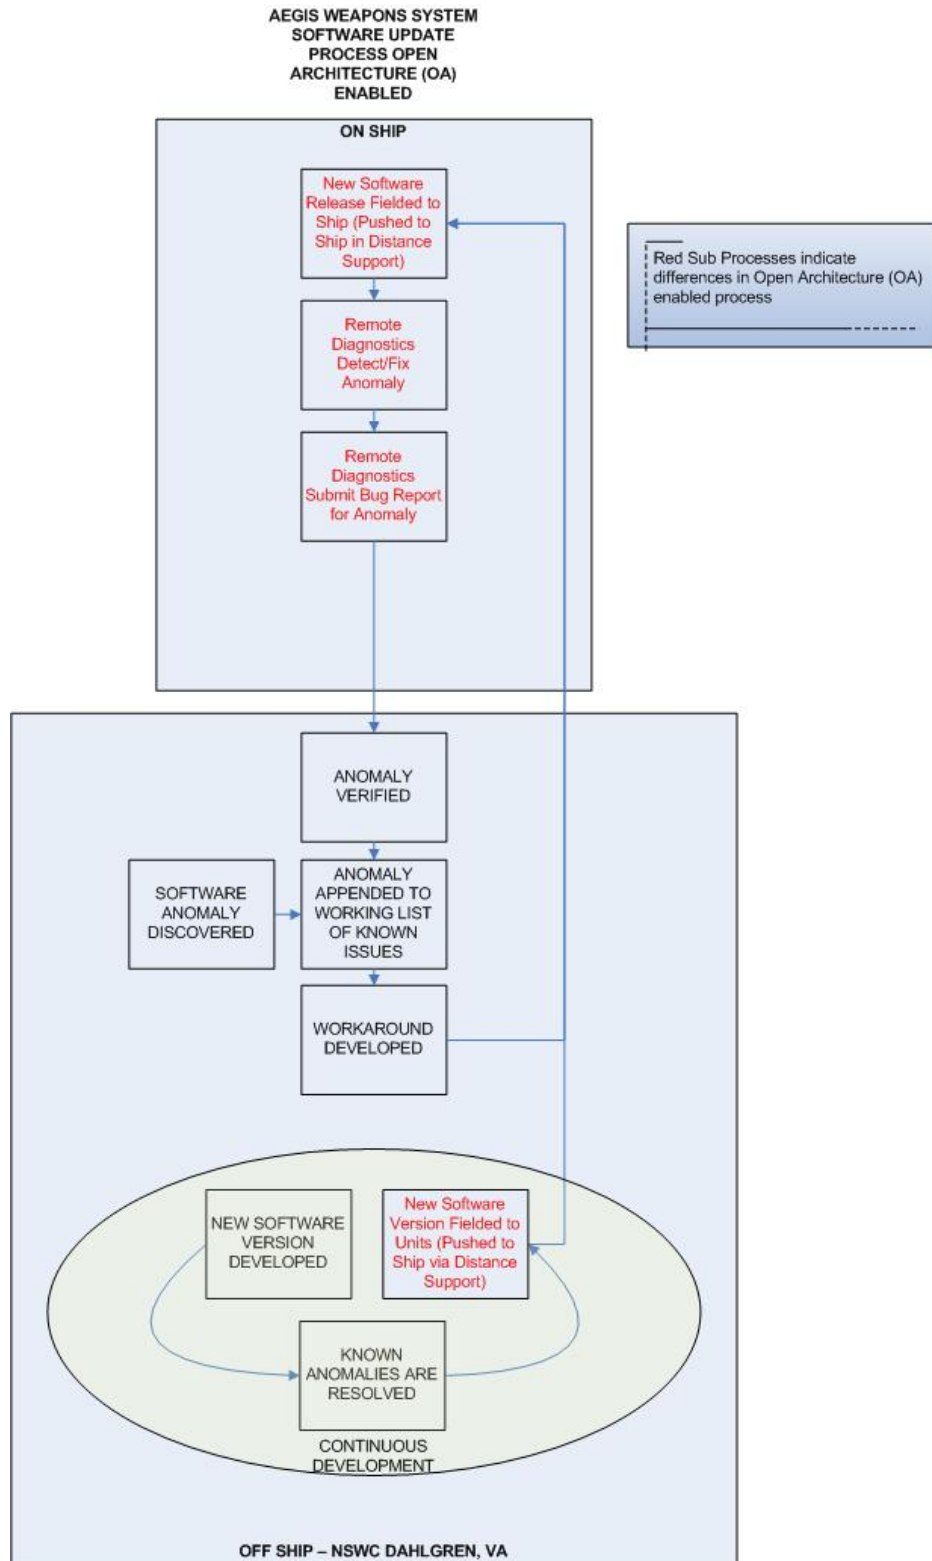 AEGIS WEAPONS SYSTEM
SOFTWARE UPDATE
PROCESS OPEN
ARCHITECTURE (OA)
ENABLED
ON SHIP
New Software
Release Fielded to
Ship (Pushed to
Ship in Distance
Support)
Red Sub Processes indicate
differences in Open Architecture (OA)
enabled process
Remote
Diagnostics
Detect/Fix
Anomaly
Remote
Diagnostics
Submit Bug Report
for Anomaly
ANOMALY
VERIFIED
SOFTWARE
ANOMALY
DISCOVERED
ANOMALY
APPENDED TO
WORKING LIST
OF KNOWN
ISSUES
WORKAROUND
DEVELOPED
NEW SOFTWARE
VERSION
DEVELOPED
New Software
Version Fielded to
Units (Pushed to
Ship via Distance
Support)
KNOWN
ANOMALIES ARE
RESOLVED
CONTINUOUS
DEVELOPMENT
OFF SHIP – NSWC DAHLGREN, VA